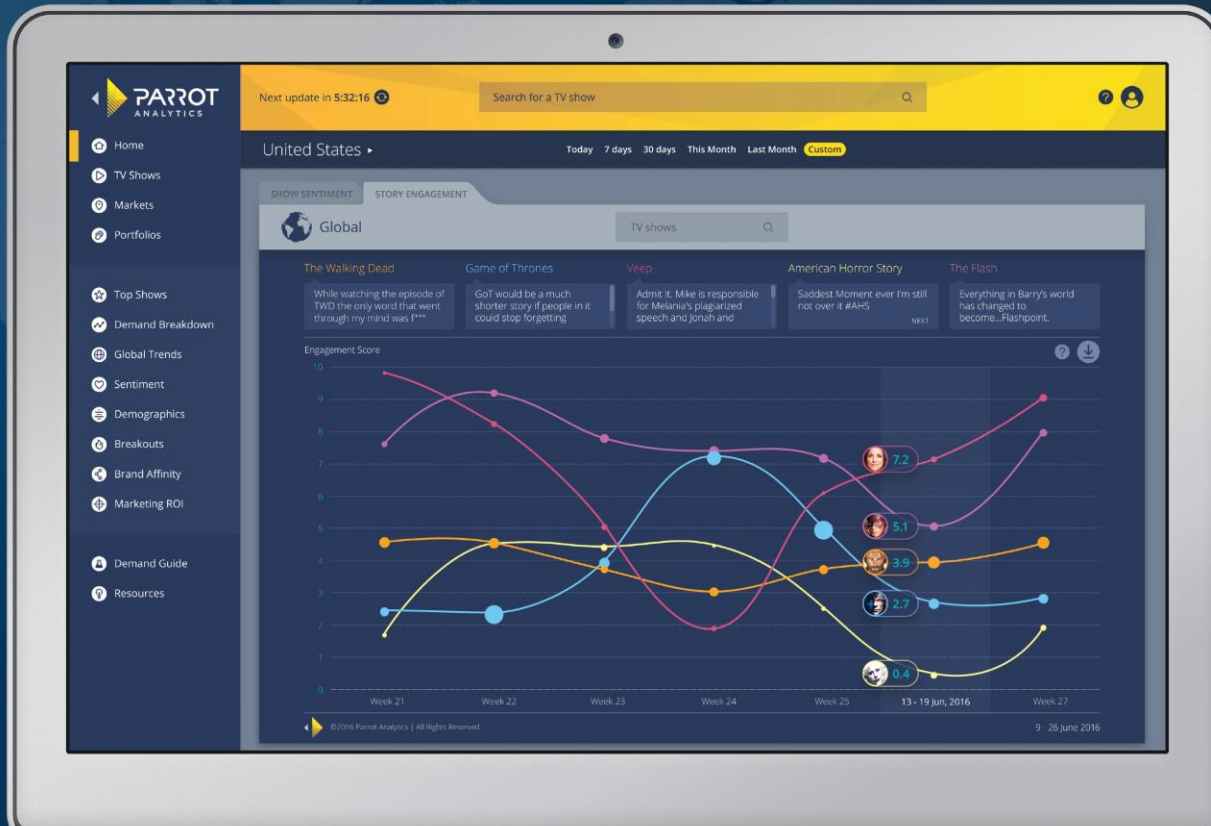 PARROT
ANALYTICS
Home
TV Shows
Markets
Portfolios
Top Shows
Demand Breakdown
Global Trends
Sentiment
Demographics
Breakouts
Brand Affinity
Marketing ROI
Demand Guide
Resources
Next update in 5:32:16
Search for a TV show
?
United States
Today 7 days 30 days This Month Last Month Custom
SHOW SENTIMENT STORY ENGAGEMENT
Global
TV shows
The Walking Dead
While watching the episode of
TWD the only word that went
through my mind was f***
Game of Thrones
GoT would be a much
shorter story if people in it
could stop forgetting
Veep
Admit it. Mike is responsible
for Melania's plagiarized
speech and Jonah and
American Horror Story
Saddest Moment ever I'm still
not over it #AHS
NEXT
The Flash
Everything in Barry's world
has changed to
become...Flashpoint.
Engagement Score
?
10
9
8
7
6
5
4
3
2
1
0
7.2
5.1
3.9
2.7
0.4
Week 21 Week 22 Week 23 Week 24 Week 25 13 - 19 Jun, 2016 Week 27
©2016 Parrot Analytics | All Rights Reserved
9 - 26 June 2016